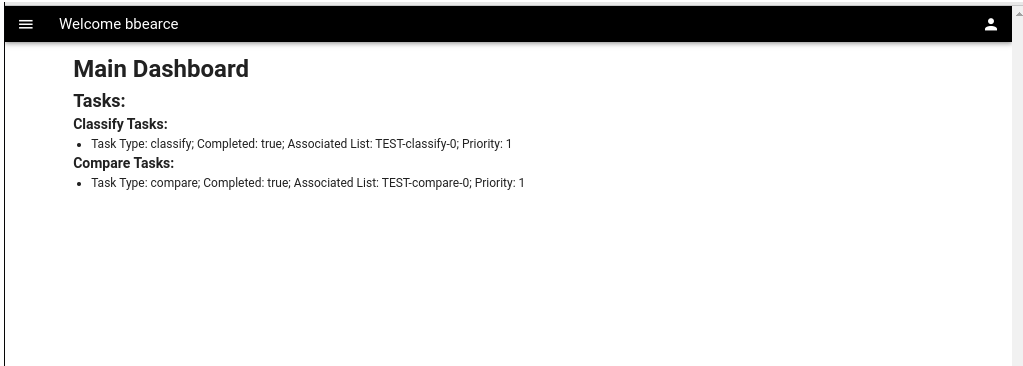 Welcome bbearce
Main Dashboard
Tasks:
Classify Tasks:
Task Type: classify; Completed: true; Associated List: TEST-classify-0; Priority: 1
Compare Tasks:
Task Type: compare; Completed: true; Associated List: TEST-compare-0; Priority: 1